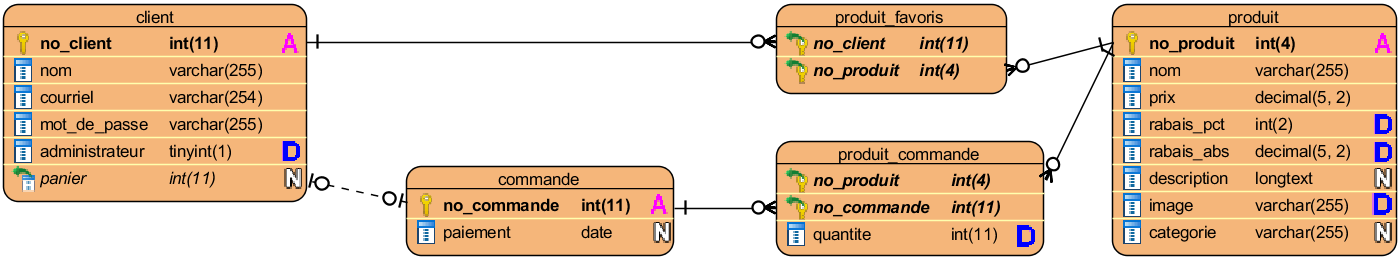 client
no_client int(11) A
nom varchar(255)
courriel varchar(254)
mot_de_passe varchar(255)
administrateur tinyint(1) D
panier int(11) N
commande
no_commande int(11) A
paiement date N
produit_favoris
no_client int(11)
no_produit int(4)
produit_commande
no_produit int(4)
no_commande int(11)
quantite int(11) D
produit
no_produit int(4) A
nom varchar(255)
prix decimal(5, 2)
rabais_pct int(2) D
rabais_abs decimal(5, 2) D
description longtext N
image varchar(255) D
categorie varchar(255) N